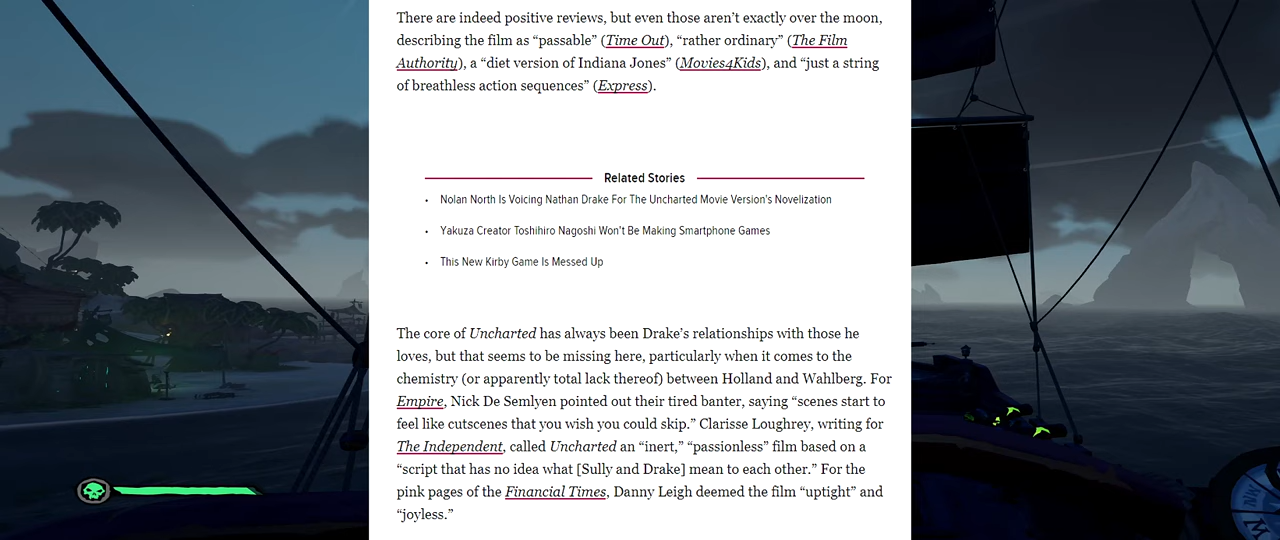 There are indeed positive reviews, but even those aren’t exactly over the moon,
describing the film as “passable” (Time Out), “rather ordinary” (The Film
Authority), a “diet version of Indiana Jones” (Movies4Kids), and “just a string
of breathless action sequences” (Express).
Related Stories
• Nolan North Is Voicing Nathan Drake For The Uncharted Movie Version's Novelization
• Yakuza Creator Toshihiro Nagoshi Won't Be Making Smartphone Games
• This New Kirby Game Is Messed Up
The core of Uncharted has always been Drake’s relationships with those he
loves, but that seems to be missing here, particularly when it comes to the
chemistry (or apparently total lack thereof) between Holland and Wahlberg. For
Empire, Nick De Semlyen pointed out their tired banter, saying “scenes start to
feel like cutscenes that you wish you could skip.” Clarisse Loughrey, writing for
The Independent, called Uncharted an “inert,” “passionless” film based on a
“script that has no idea what [Sully and Drake] mean to each other.” For the
pink pages of the Financial Times, Danny Leigh deemed the film “uptight” and
“joyless.”
NW
W